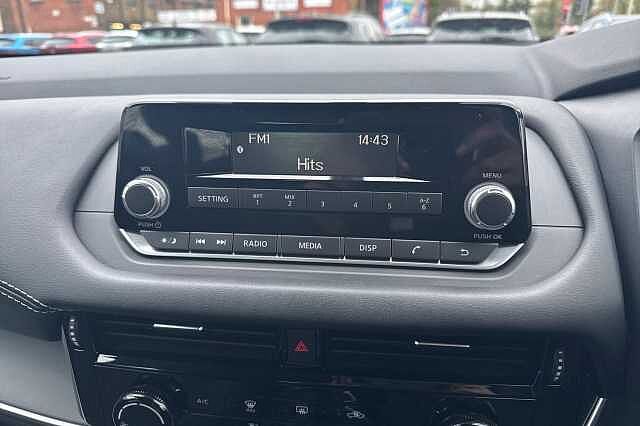 FM1 14:43
Hits
VOL MENU
SETTING RPT 1 MIX 2 3 4 5 A-Z 6
PUSH PUSH OK
RADIO MEDIA DISP
A/C